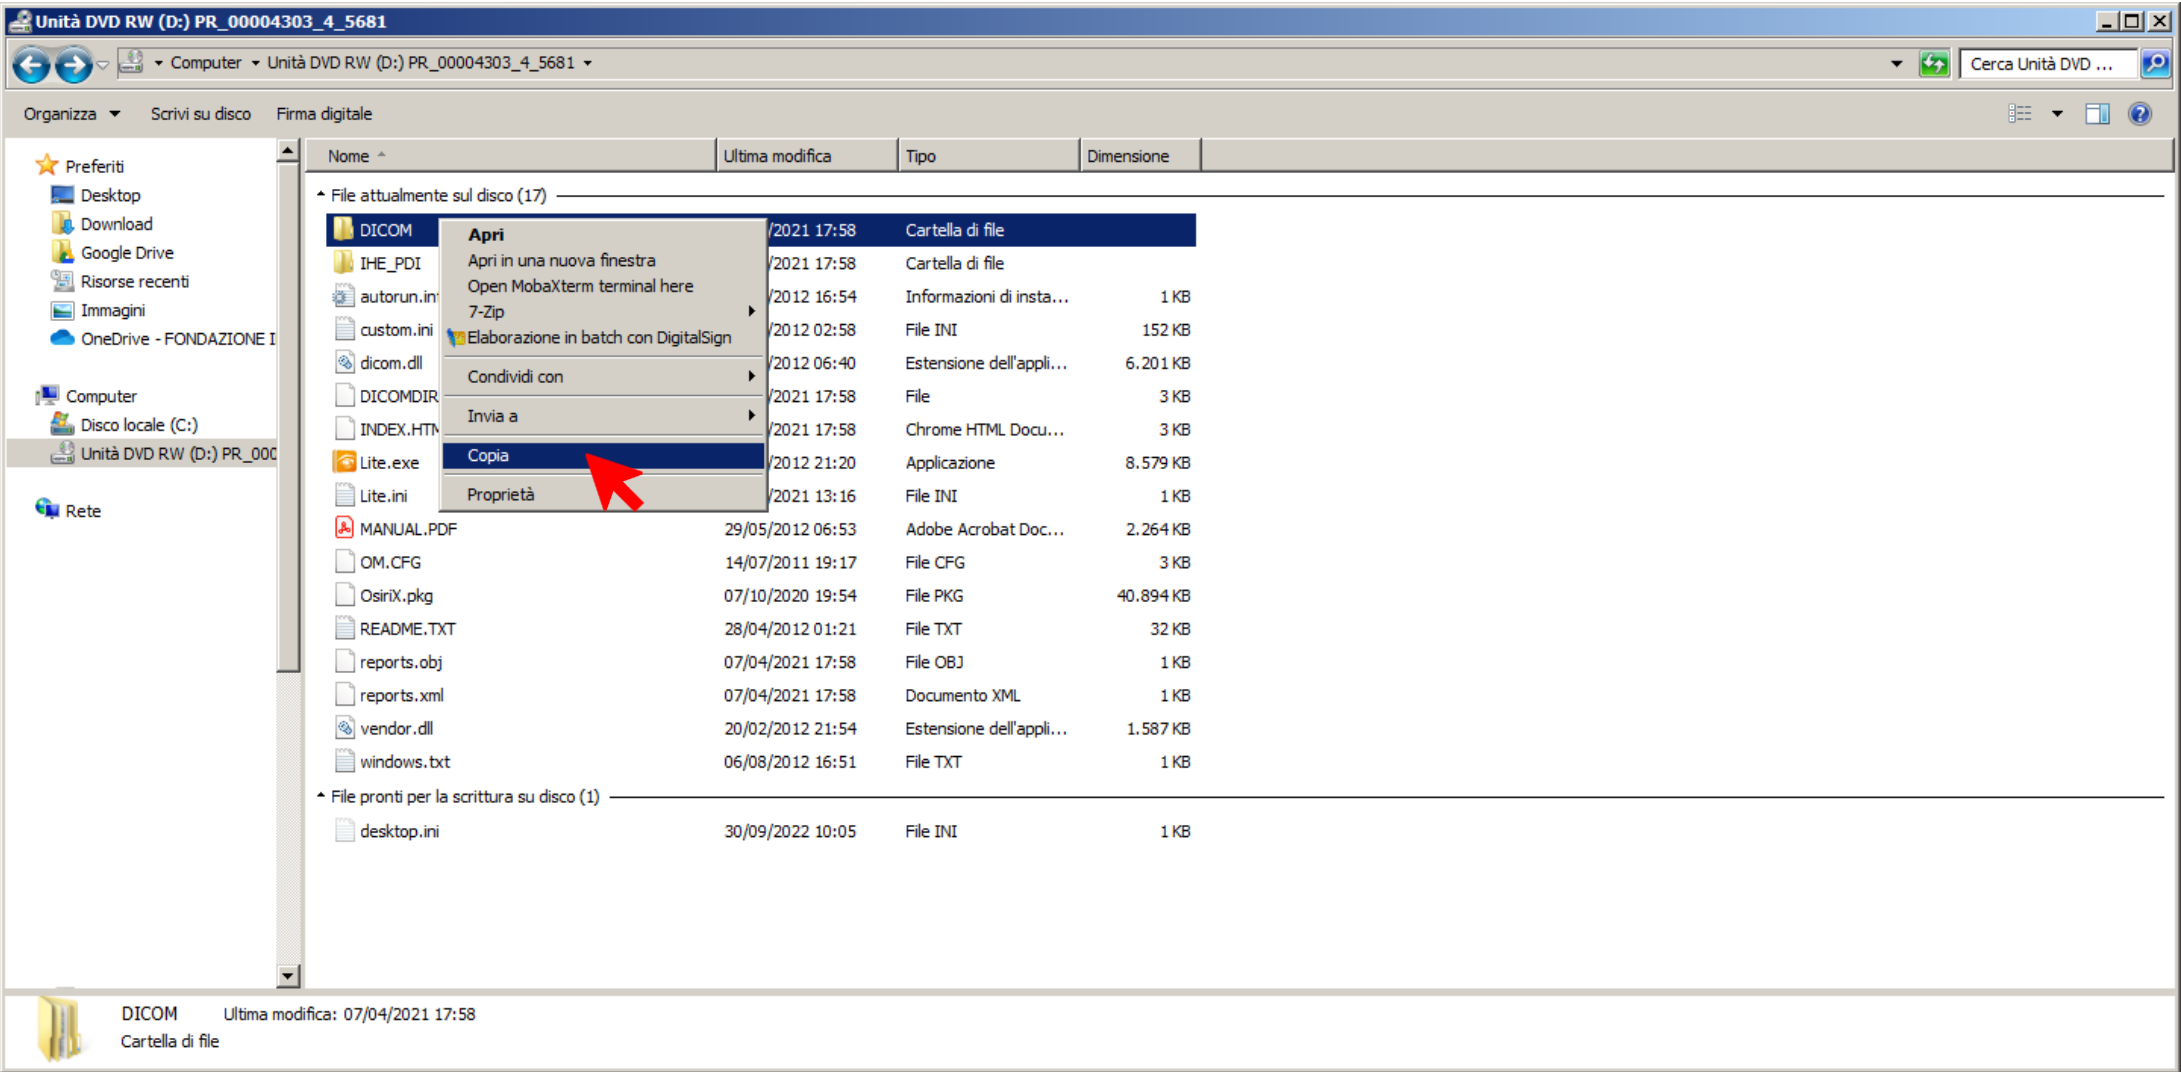 Unità DVD RW (D:) PR_00004303_4_5681
Computer Unità DVD RW (D:) PR_00004303_4_5681
Cerca Unità DVD ...
Organizza Scrivi su disco Firma digitale
Preferiti
Desktop
Download
Google Drive
Risorse recenti
Immagini
OneDrive - FONDAZIONE I
Computer
Disco locale (C:)
Unità DVD RW (D:) PR_000
Rete
Nome Ultima modifica Tipo Dimensione
File attualmente sul disco (17)
DICOM /2021 17:58 Cartella di file
IHE_PDI /2021 17:58 Cartella di file
autorun.in /2012 16:54 Informazioni di insta... 1 KB
custom.ini /2012 02:58 File INI 152 KB
dicom.dll /2012 06:40 Estensione dell'appli... 6.201 KB
DICOMDIR /2021 17:58 File 3 KB
INDEX.HTM /2021 17:58 Chrome HTML Docu... 3 KB
Lite.exe /2012 21:20 Applicazione 8.579 KB
Lite.ini /2021 13:16 File INI 1 KB
MANUAL.PDF 29/05/2012 06:53 Adobe Acrobat Doc... 2.264 KB
OM.CFG 14/07/2011 19:17 File CFG 3 KB
OsiriX.pkg 07/10/2020 19:54 File PKG 40.894 KB
README.TXT 28/04/2012 01:21 File TXT 32 KB
reports.obj 07/04/2021 17:58 File OBJ 1 KB
reports.xml 07/04/2021 17:58 Documento XML 1 KB
vendor.dll 20/02/2012 21:54 Estensione dell'appli... 1.587 KB
windows.txt 06/08/2012 16:51 File TXT 1 KB
File pronti per la scrittura su disco (1)
desktop.ini 30/09/2022 10:05 File INI 1 KB
Apri
Apri in una nuova finestra
Open MobaXterm terminal here
7-Zip
Elaborazione in batch con DigitalSign
Condividi con
Invia a
Copia
Proprietà
DICOM Ultima modifica: 07/04/2021 17:58
Cartella di file